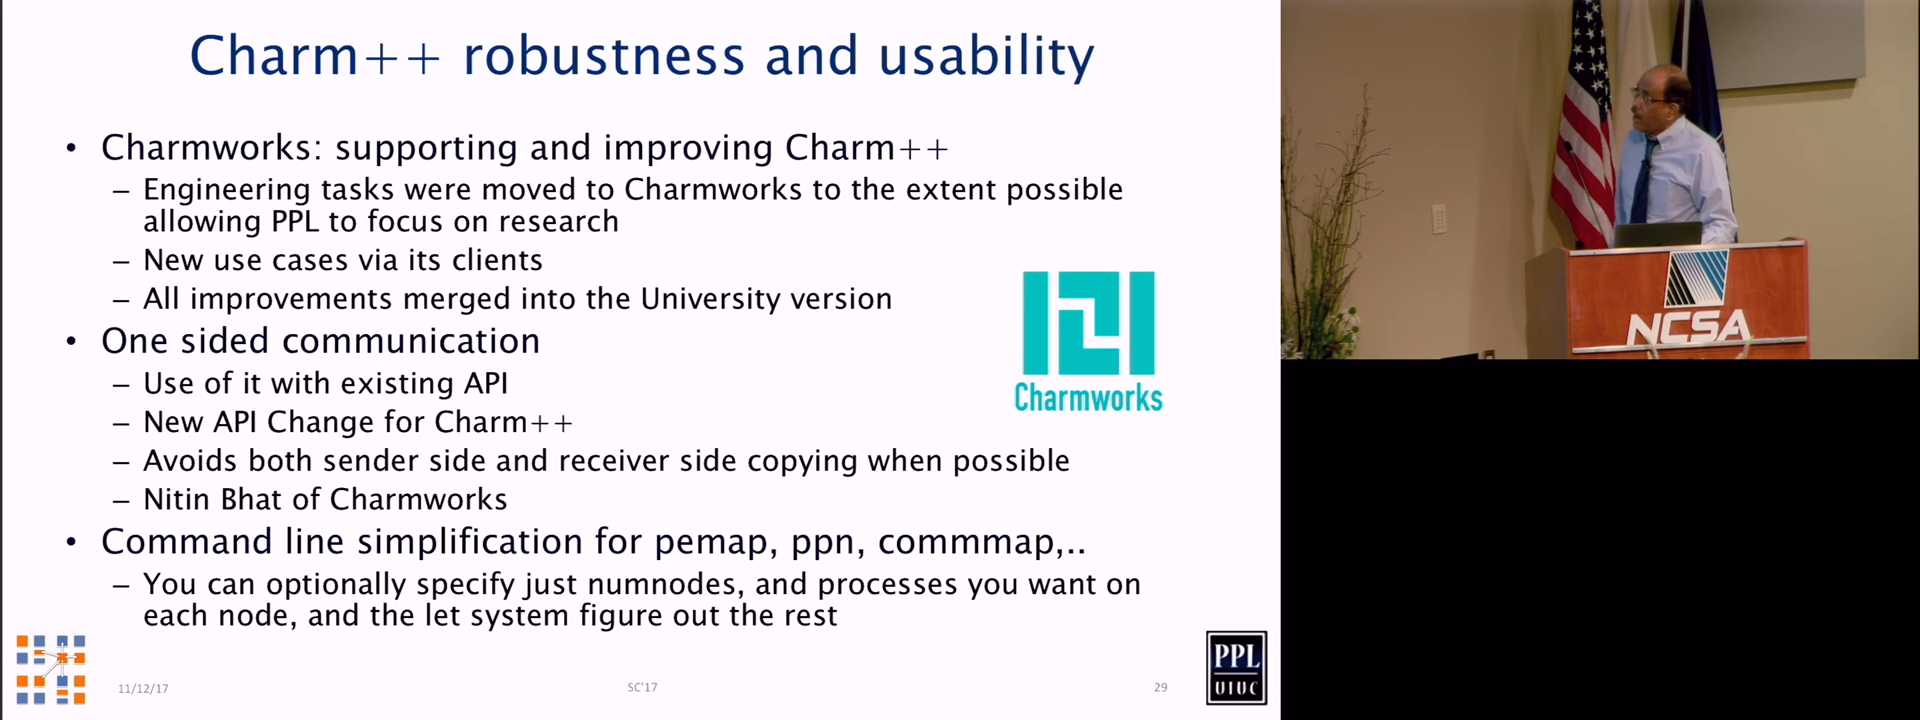 Charm++ robustness and usability
• Charmworks: supporting and improving Charm++
– Engineering tasks were moved to Charmworks to the extent possible
allowing PPL to focus on research
– New use cases via its clients
– All improvements merged into the University version
• One sided communication
– Use of it with existing API
– New API Change for Charm++
– Avoids both sender side and receiver side copying when possible
– Nitin Bhat of Charmworks
• Command line simplification for pemap, ppn, commmap,..
– You can optionally specify just numnodes, and processes you want on
each node, and the let system figure out the rest
Charmworks
11/12/17
SC'17
29
PPL
UIUC
NCSA